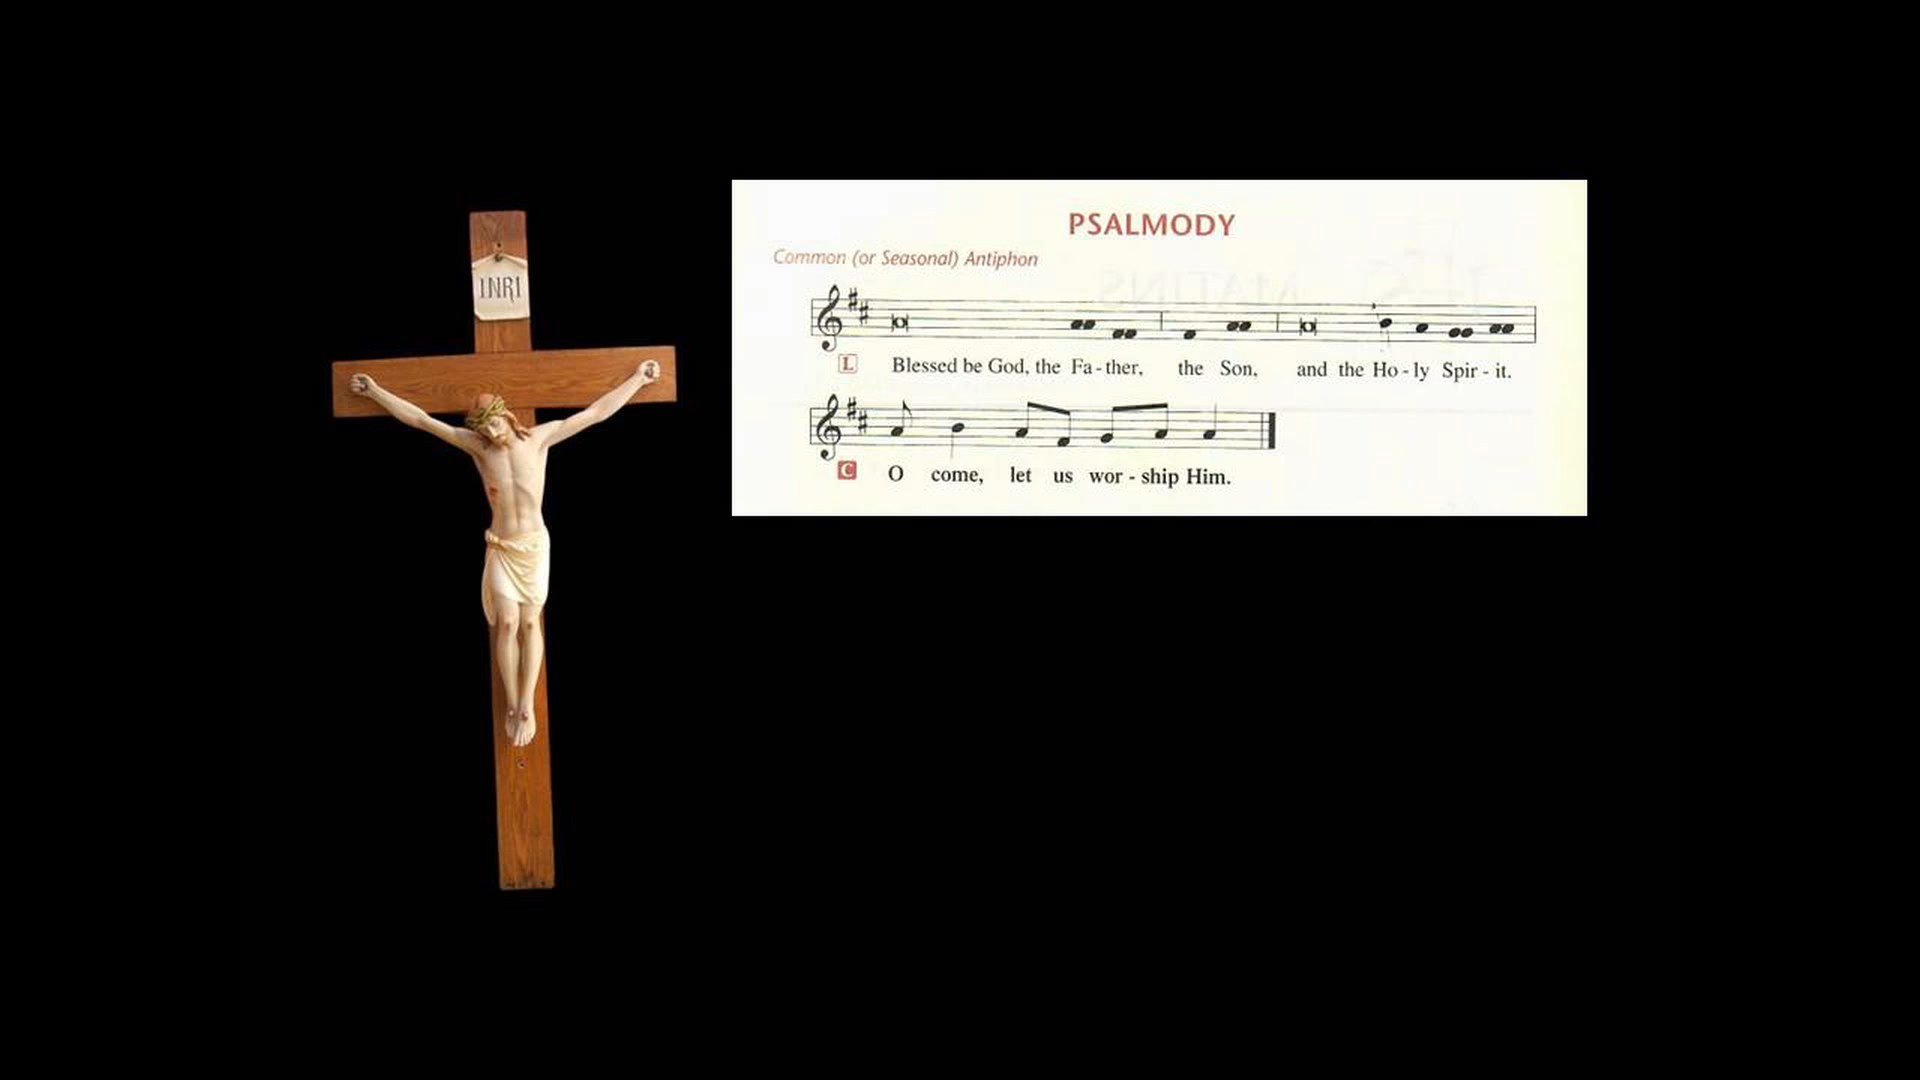 INRI
PSALMODY
Common (or Seasonal) Antiphon
L Blessed be God, the Fa - ther, the Son, and the Ho - ly Spir - it.
C O come, let us wor - ship Him.
MATINS